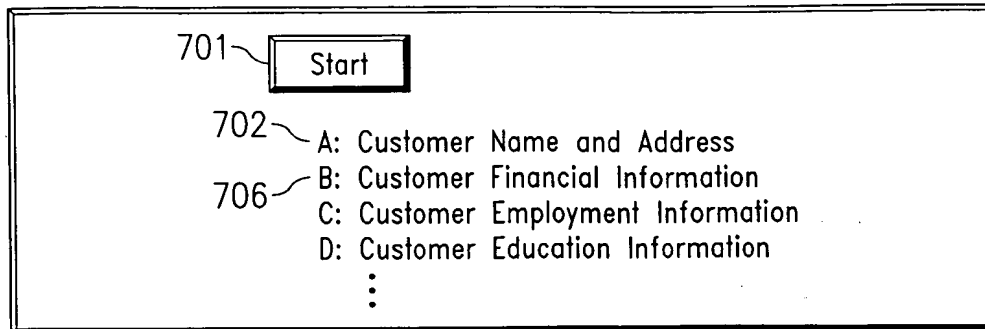 701 Start
702 A: Customer Name and Address
706 B: Customer Financial Information
C: Customer Employment Information
D: Customer Education Information
⋮